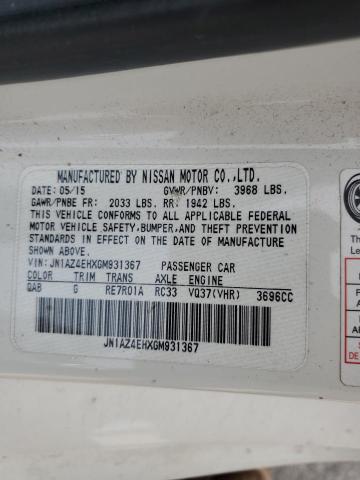 MANUFACTURED BY NISSAN MOTOR CO.,LTD.
DATE: 05/15 GVWR/PNBV: 3968 LBS.
GAWR/PNBE FR: 2033 LBS. RR: 1942 LBS.
THIS VEHICLE CONFORMS TO ALL APPLICABLE FEDERAL
MOTOR VEHICLE SAFETY,BUMPER,AND THEFT PREVENTION
STANDARDS IN EFFECT ON THE DATE OF MANUFACTURE
SHOWN ABOVE.
VIN: JN1AZ4EHXGM931367 PASSENGER CAR
COLOR TRIM TRANS AXLE ENGINE
QAB G RE7R01A RC33 VQ37(VHR) 3696CC
JN1AZ4EHXGM931367
The